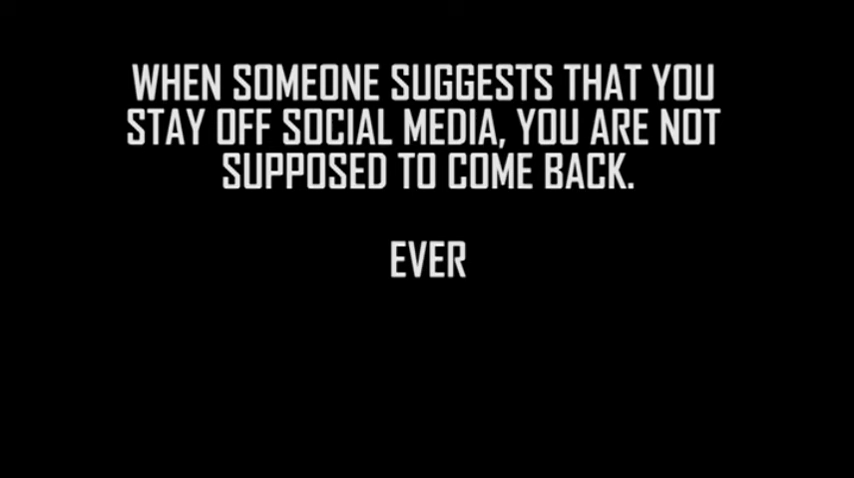 WHEN SOMEONE SUGGESTS THAT YOU
STAY OFF SOCIAL MEDIA, YOU ARE NOT
SUPPOSED TO COME BACK.
EVER